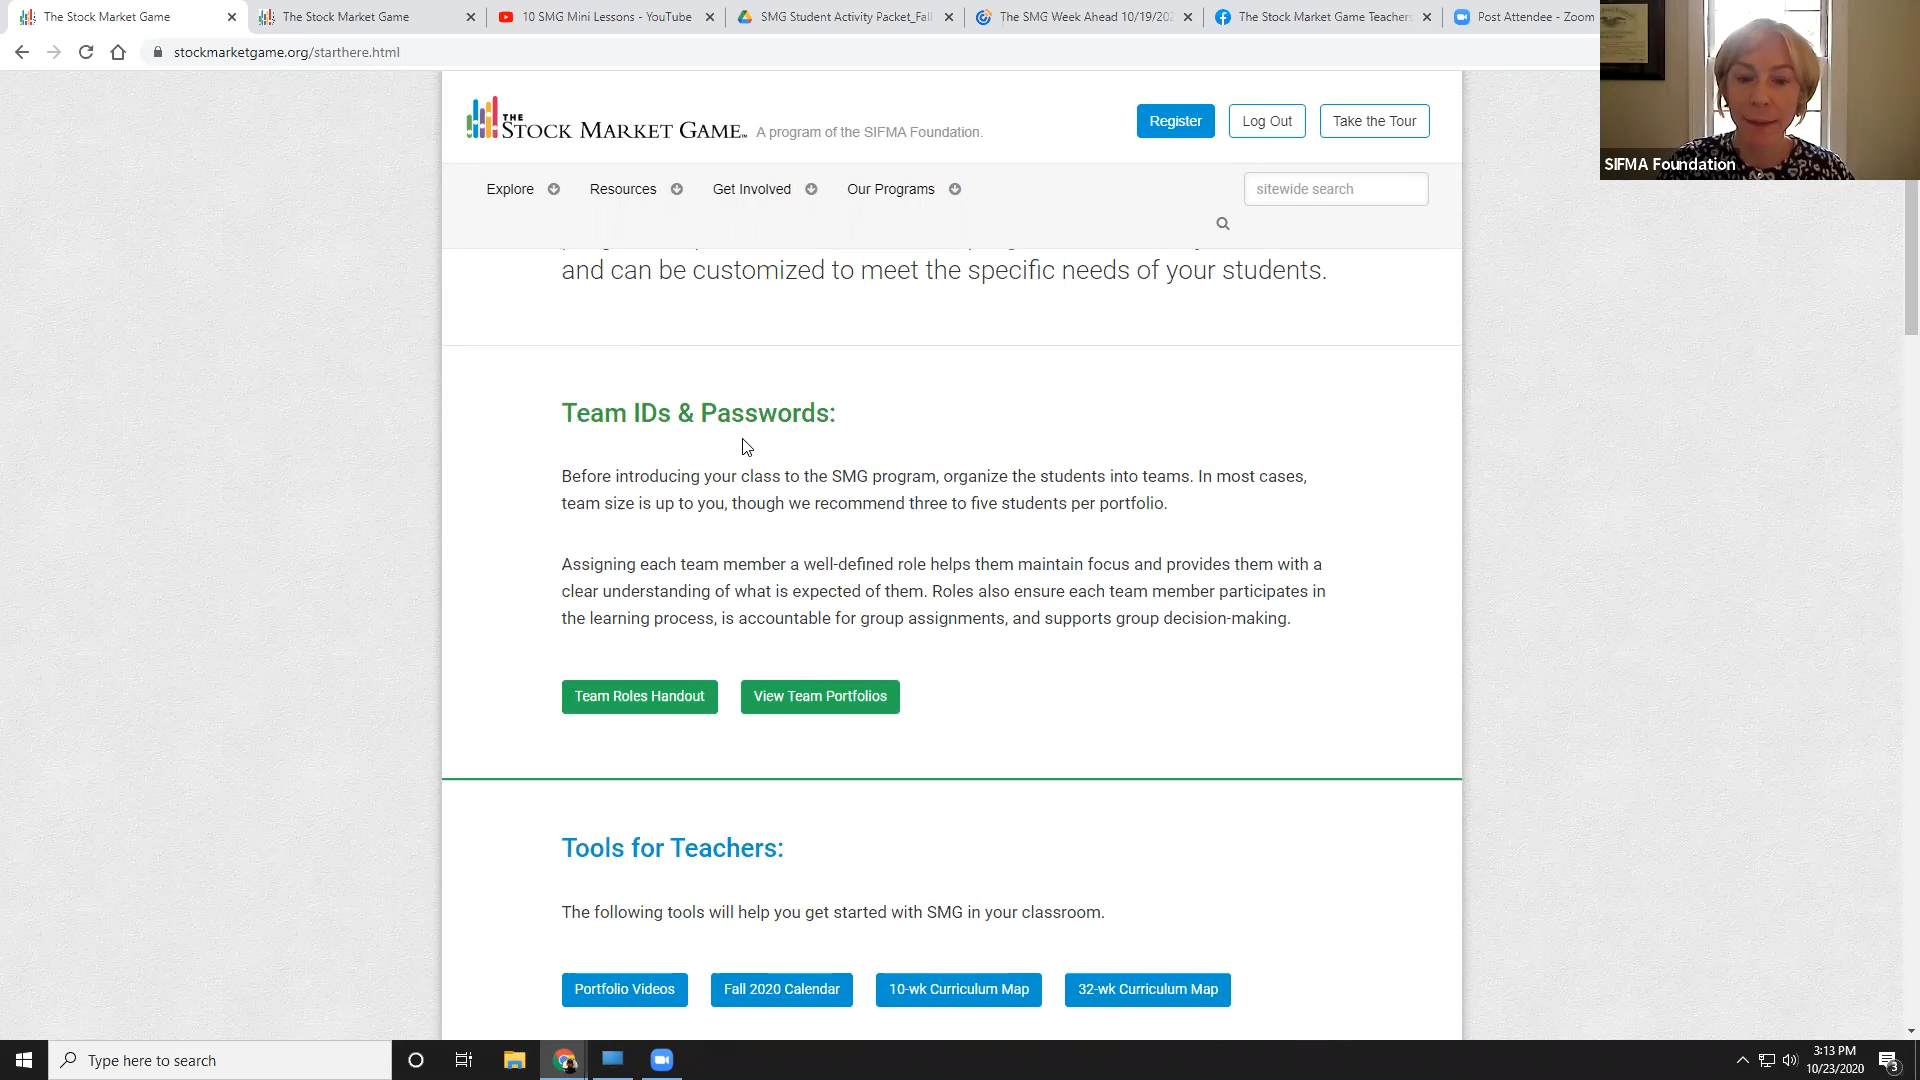 The Stock Market Game
The Stock Market Game
10 SMG Mini Lessons - YouTube
SMG Student Activity Packet_Fall
The SMG Week Ahead 10/19/202
The Stock Market Game Teachers
Post Attendee - Zoom
stockmarketgame.org/starthere.html
THE STOCK MARKET GAME™ A program of the SIFMA Foundation.
Register
Log Out
Take the Tour
SIFMA Foundation
Explore
Resources
Get Involved
Our Programs
sitewide search
and can be customized to meet the specific needs of your students.
Team IDs & Passwords:
Before introducing your class to the SMG program, organize the students into teams. In most cases,
team size is up to you, though we recommend three to five students per portfolio.
Assigning each team member a well-defined role helps them maintain focus and provides them with a
clear understanding of what is expected of them. Roles also ensure each team member participates in
the learning process, is accountable for group assignments, and supports group decision-making.
Team Roles Handout
View Team Portfolios
Tools for Teachers:
The following tools will help you get started with SMG in your classroom.
Portfolio Videos
Fall 2020 Calendar
10-wk Curriculum Map
32-wk Curriculum Map
Type here to search
3:13 PM
10/23/2020
3